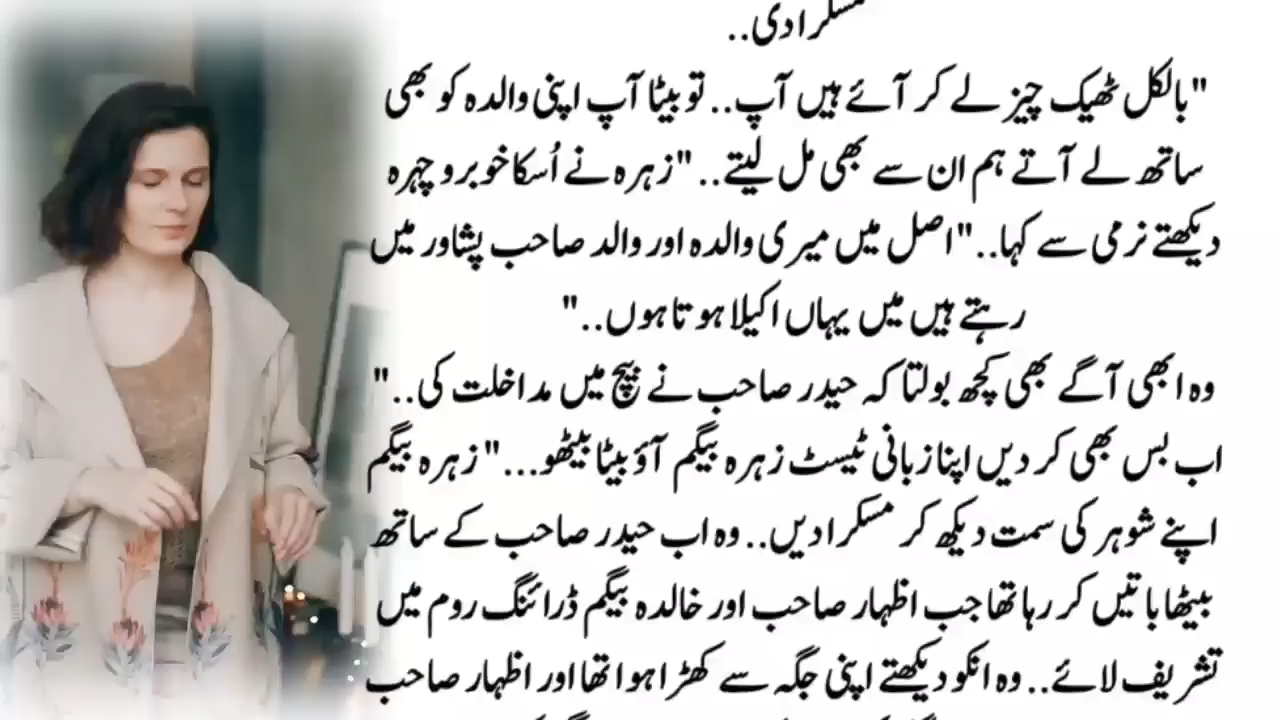 مسکرا دی..
"بالکل ٹھیک چیز لے کر آئے ہیں آپ.. تو بیٹا آپ اپنی والدہ کو بھی
ساتھ لے آتے ہم ان سے بھی مل لیتے.. "زہرہ نے اُسکا خوبرو چہرہ
دیکھتے نرمی سے کہا.. "اصل میں میری والدہ اور والد صاحب پشاور میں
رہتے ہیں میں یہاں اکیلا ہوتا ہوں.."
وہ ابھی آگے بھی کچھ بولتا کہ حیدر صاحب نے بیچ میں مداخلت کی.. "
اب بس بھی کر دیں اپنا زبانی ٹیسٹ زہرہ بیگم آؤ بیٹا بیٹھو..." زہرہ بیگم
اپنے شوہر کی سمت دیکھ کر مسکرا دیں.. وہ اب حیدر صاحب کے ساتھ
بیٹھا باتیں کر رہا تھا جب اظہار صاحب اور خالدہ بیگم ڈرائنگ روم میں
تشریف لائے.. وہ انکو دیکھتے اپنی جگہ سے کھڑا ہوا تھا اور اظہار صاحب